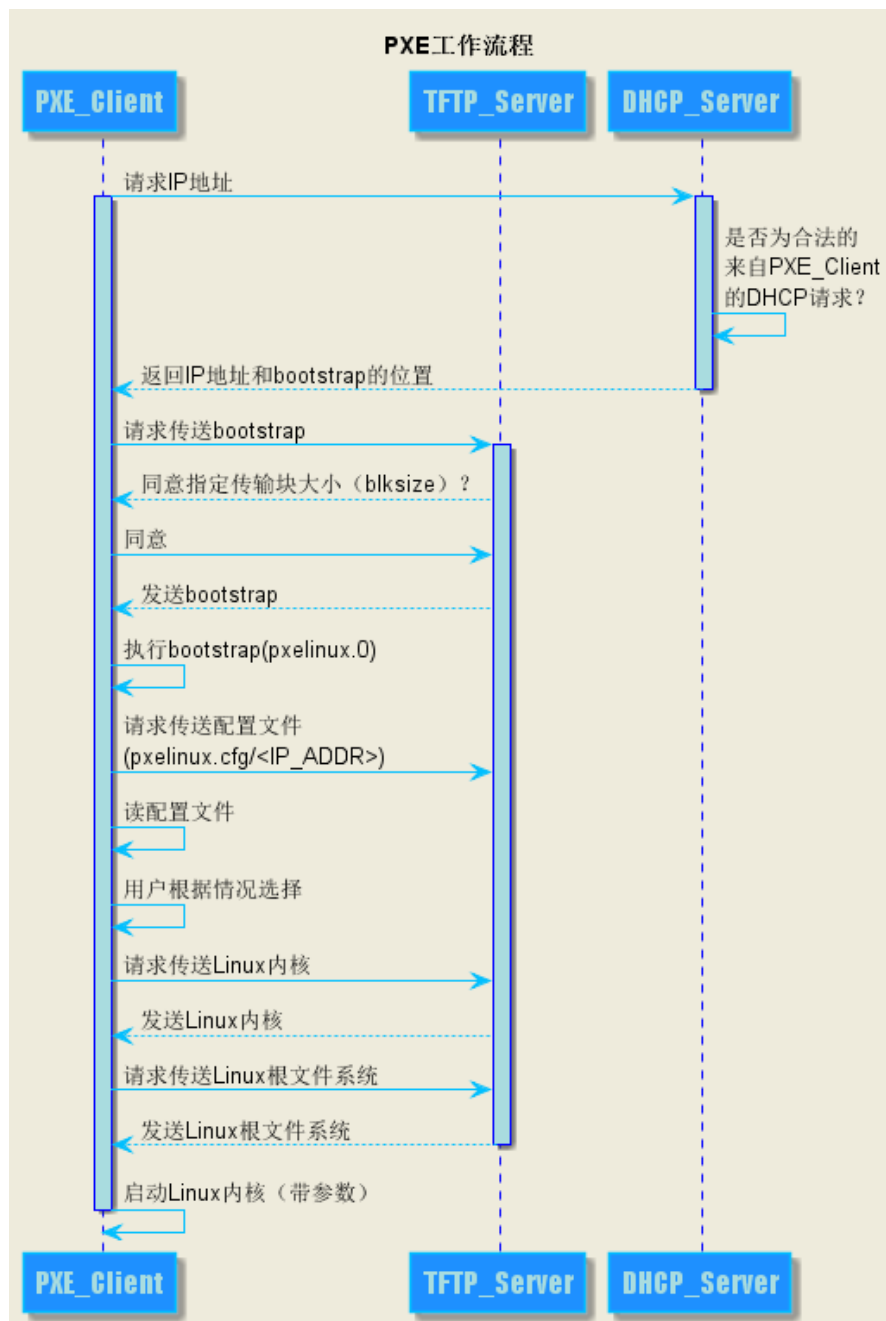 PXE工作流程
PXE_Client
TFTP_Server
DHCP_Server
请求IP地址
是否为合法的
来自PXE_Client
的DHCP请求？
返回IP地址和bootstrap的位置
请求传送bootstrap
同意指定传输块大小（blksize）？
同意
发送bootstrap
执行bootstrap(pxelinux.0)
请求传送配置文件
(pxelinux.cfg/<IP_ADDR>)
读配置文件
用户根据情况选择
请求传送Linux内核
发送Linux内核
请求传送Linux根文件系统
发送Linux根文件系统
启动Linux内核（带参数）
PXE_Client
TFTP_Server
DHCP_Server